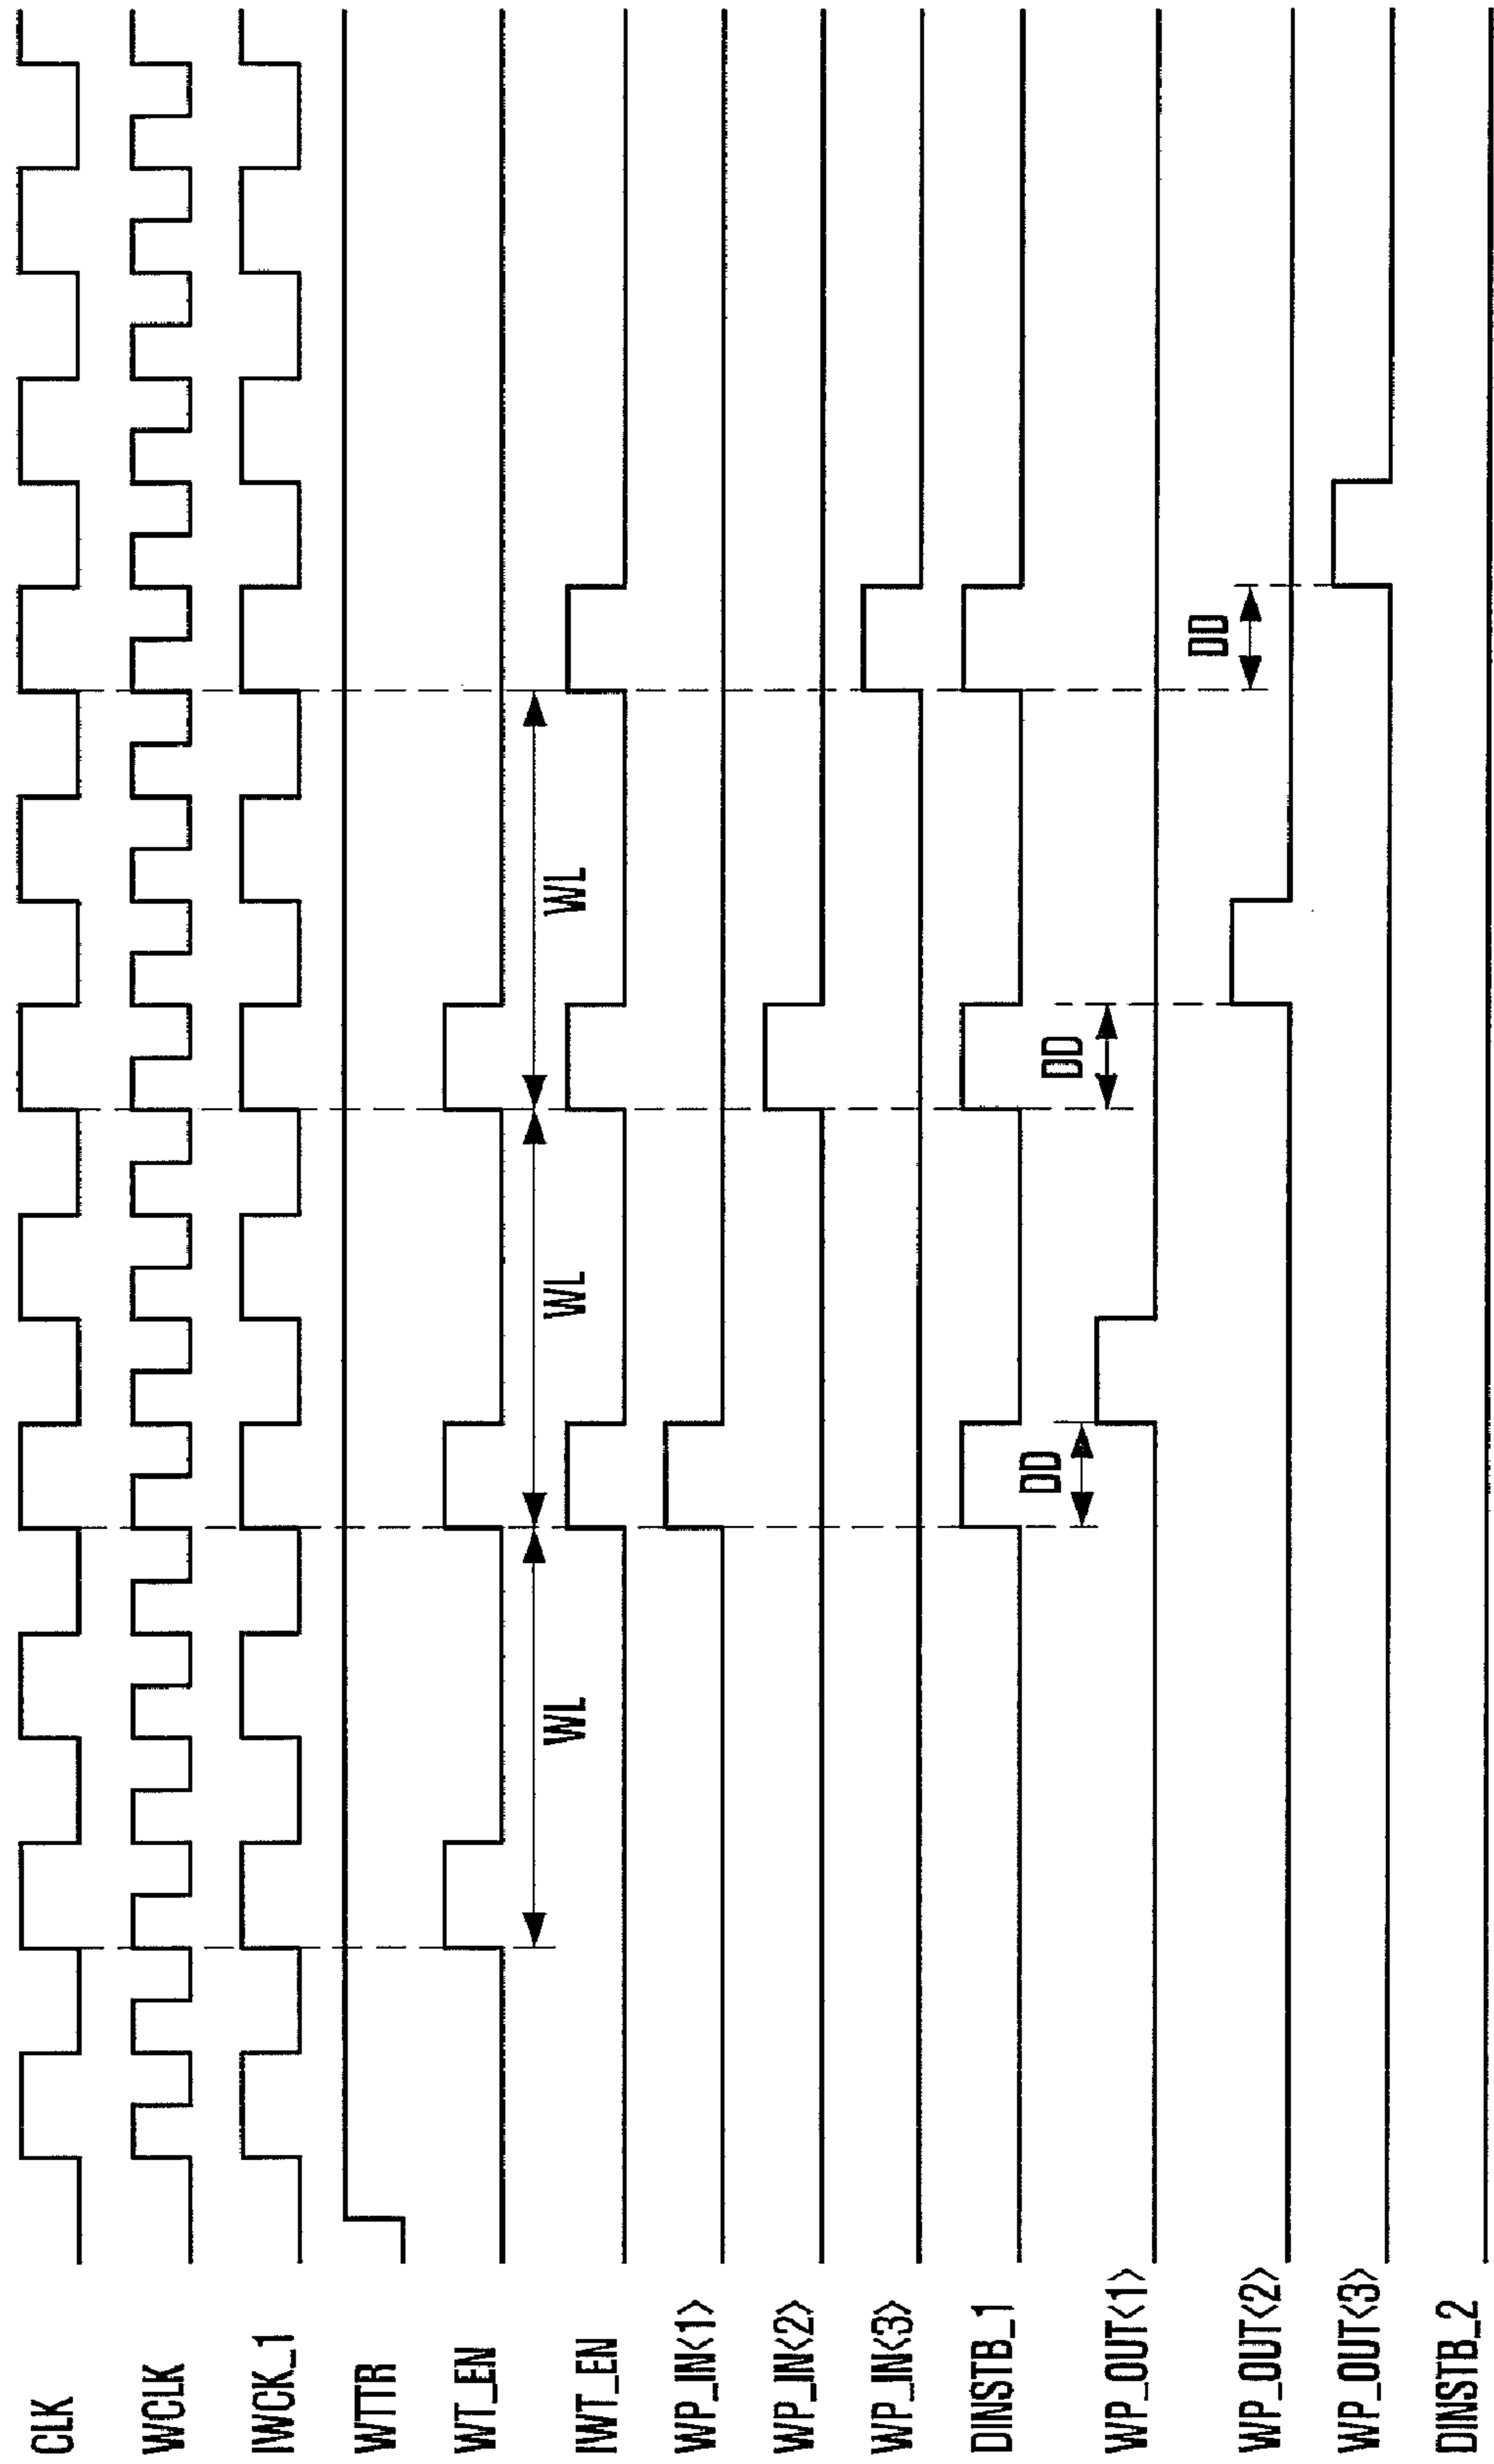 CLK
WCLK
IWCK_1
WTTR
WT_EN
WL
WL
WL
IWT_EN
WP_IN<1>
WP_IN<2>
WP_IN<3>
DINSTB_1
DD
DD
DD
WP_OUT<1>
WP_OUT<2>
WP_OUT<3>
DINSTB_2